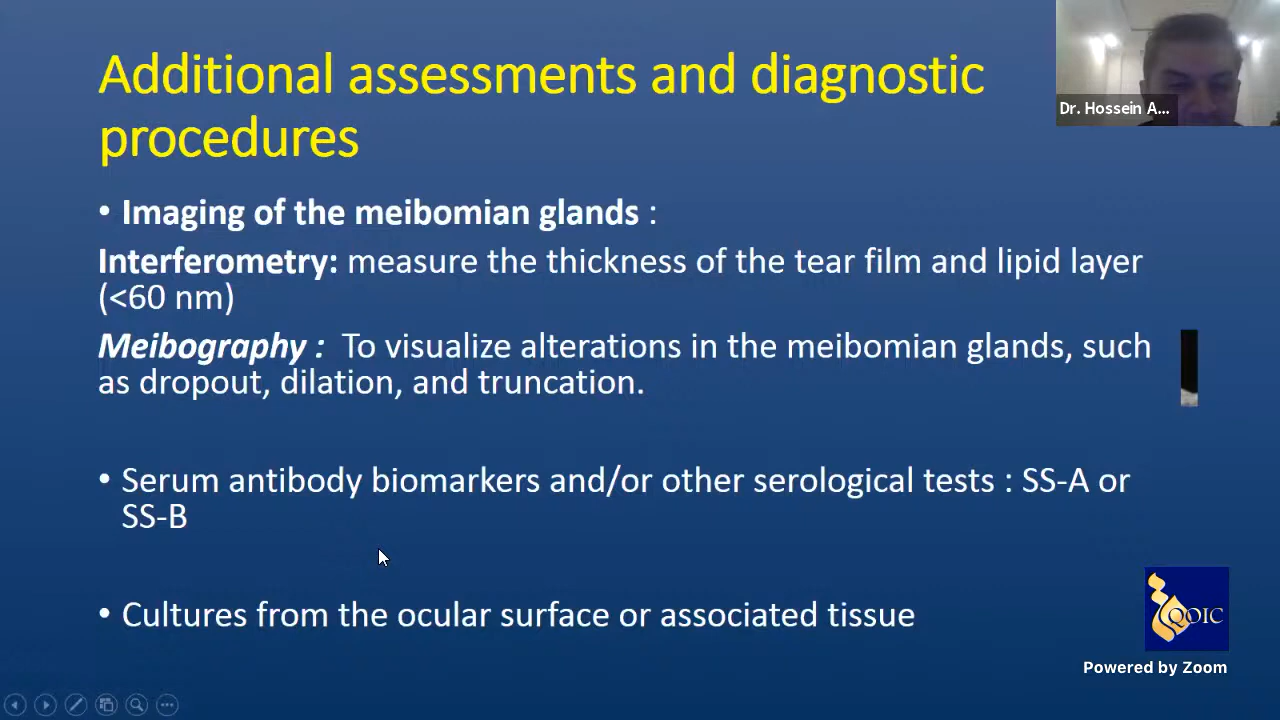 Additional assessments and diagnostic
procedures
Dr. Hossein A...
• Imaging of the meibomian glands :
Interferometry: measure the thickness of the tear film and lipid layer
(<60 nm)
Meibography : To visualize alterations in the meibomian glands, such
as dropout, dilation, and truncation.
• Serum antibody biomarkers and/or other serological tests : SS-A or
SS-B
• Cultures from the ocular surface or associated tissue
QOIC
Powered by Zoom